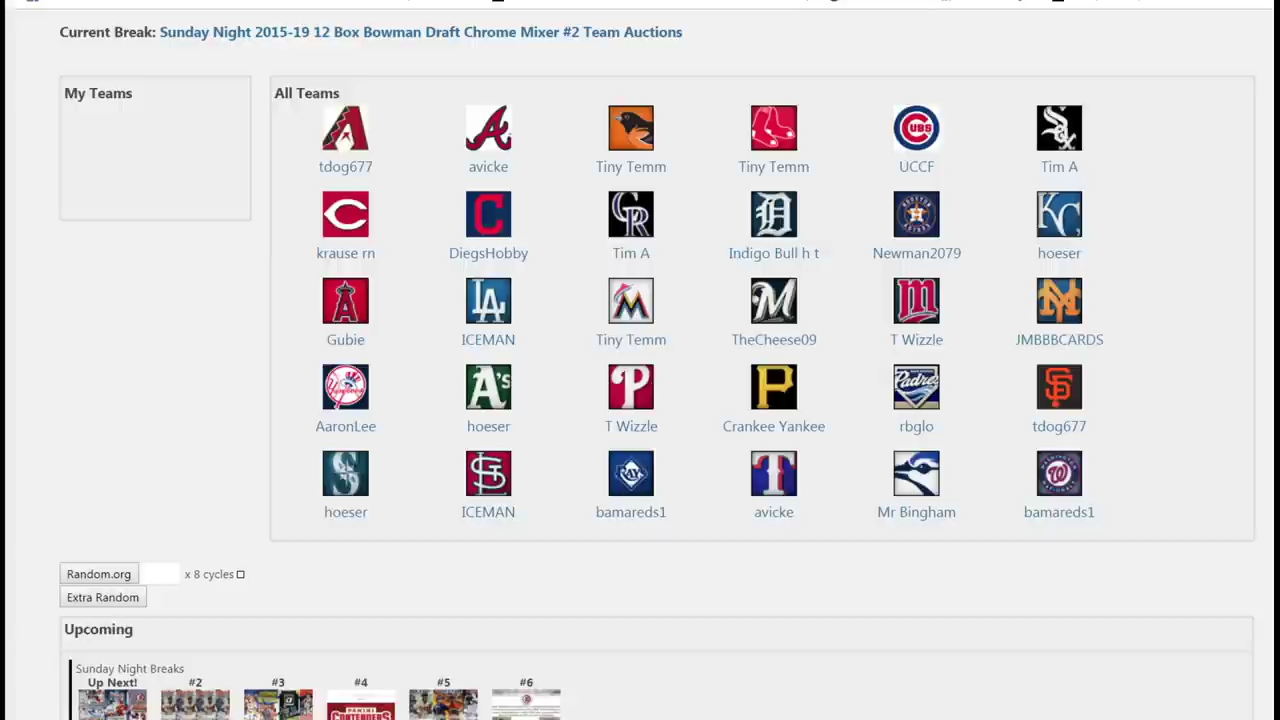 Current Break: Sunday Night 2015-19 12 Box Bowman Draft Chrome Mixer #2 Team Auctions
My Teams
All Teams
tdog677 avicke Tiny Temm Tiny Temm UCCF Tim A
krause rn DiegsHobby Tim A Indigo Bull h t Newman2079 hoeser
Gubie ICEMAN Tiny Temm TheCheese09 T Wizzle JMBBBCARDS
AaronLee hoeser T Wizzle Crankee Yankee rbglo tdog677
hoeser ICEMAN bamareds1 avicke Mr Bingham bamareds1
Random.org x 8 cycles
Extra Random
Upcoming
Sunday Night Breaks
Up Next! #2 #3 #4 #5 #6